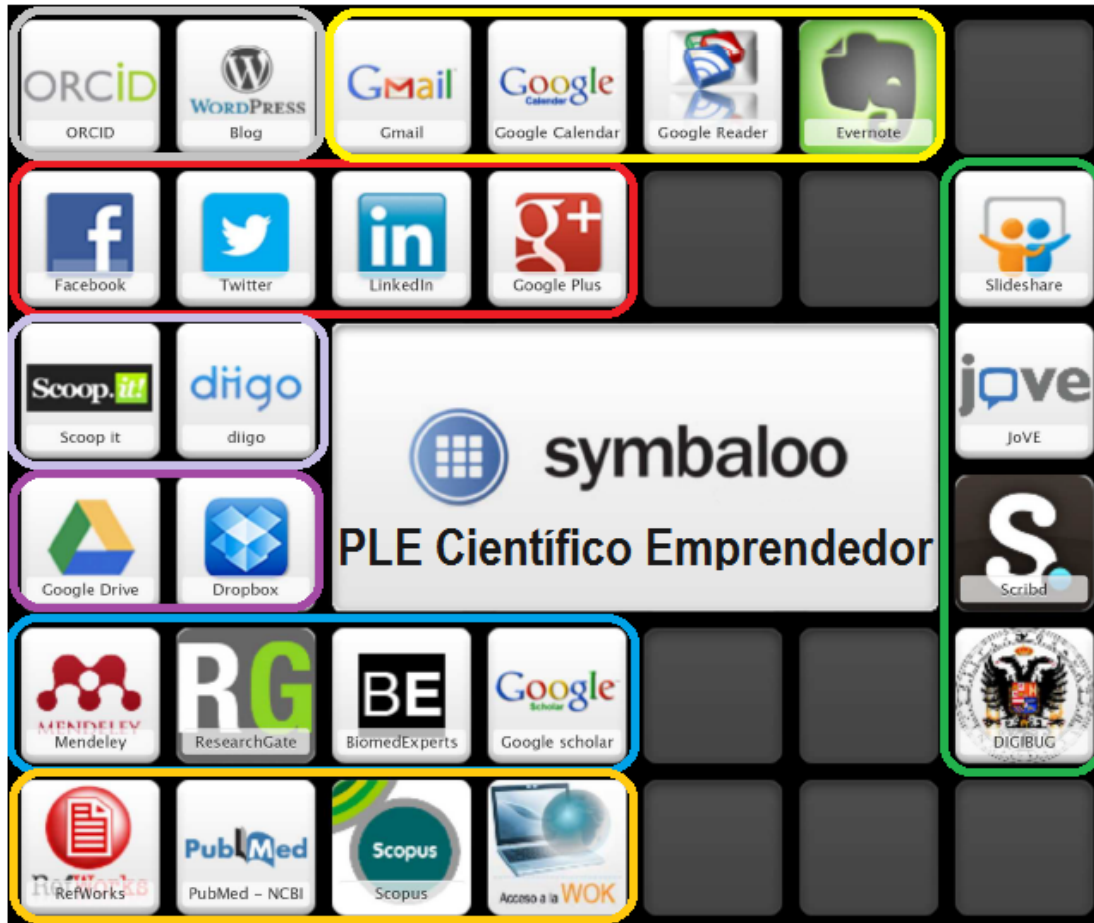 ORCID
ORCID
WORDPRESS
Blog
Gmail
Gmail
Google
Calendar
Google Calendar
Google Reader
Evernote
f
Facebook
Twitter
in
LinkedIn
g+
Google Plus
Slideshare
Scoop.it!
Scoop it
diigo
diigo
symbaloo
PLE Científico Emprendedor
jove
JoVE
Google Drive
Dropbox
S.
Scribd
MENDELEY
Mendeley
RG
ResearchGate
BE
BiomedExperts
Google
Scholar
Google scholar
DIGIBUG
RefWorks
RefWorks
PubMed
PubMed – NCBI
Scopus
Scopus
Acceso a la WOK